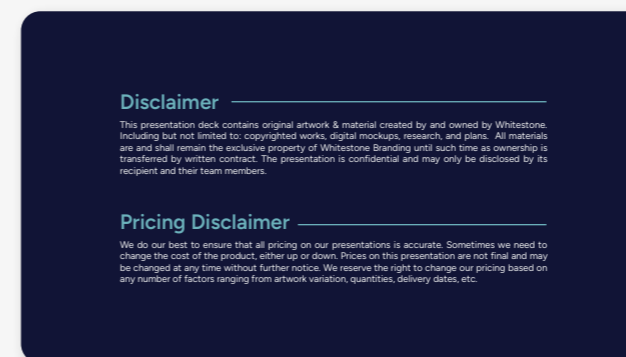 Disclaimer
This presentation deck contains original artwork & material created by and owned by Whitestone.
Including but not limited to: copyrighted works, digital mockups, research, and plans.  All materials
are and shall remain the exclusive property of Whitestone Branding until such time as ownership is
transferred by written contract. The presentation is confidential and may only be disclosed by its
recipient and their team members.
Pricing Disclaimer
We do our best to ensure that all pricing on our presentations is accurate. Sometimes we need to
change the cost of the product, either up or down. Prices on this presentation are not final and may
be changed at any time without further notice. We reserve the right to change our pricing based on
any number of factors ranging from artwork variation, quantities, delivery dates, etc.